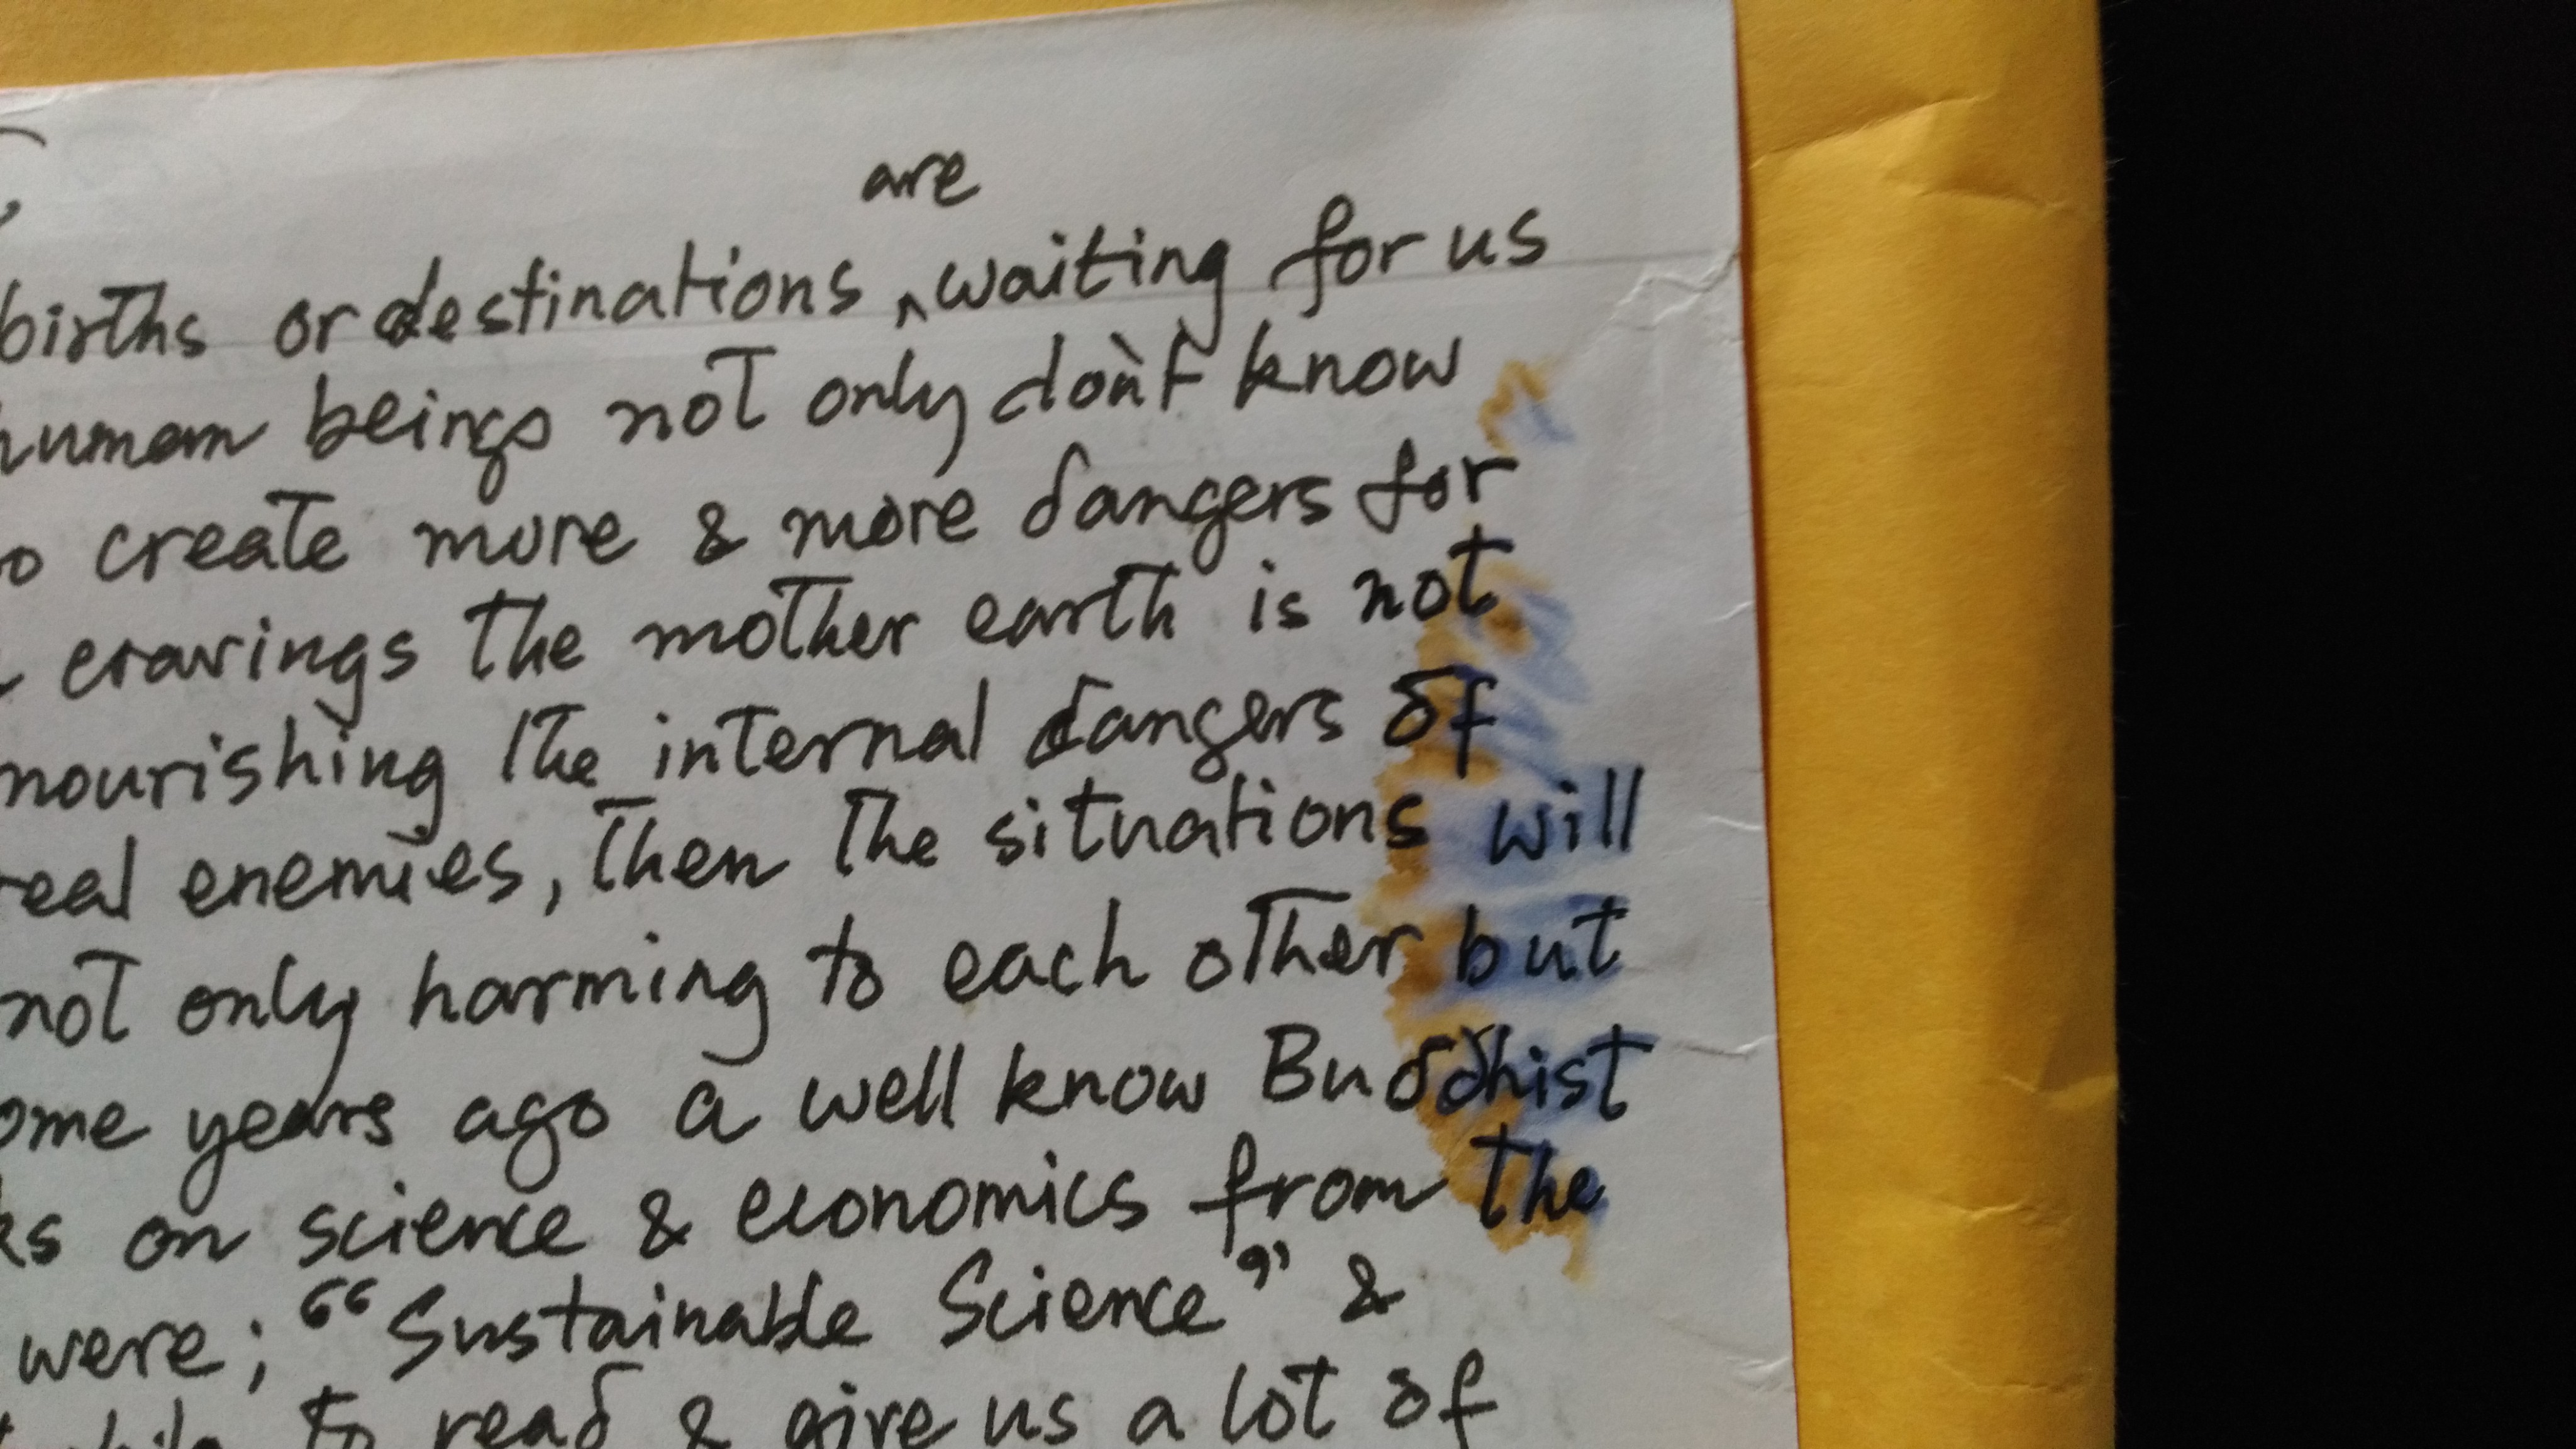 are
births or destinations ^ waiting for us
human beings not only don't know
o create more & more dangers for
cravings the mother earth is not
nourishing the internal dangers of
real enemies, then the situations will
not only harming to each other but
ome years ago a well know Buddhist
ks on science & economics from the
were; "Sustainable Science" &
to read & give us a lot of